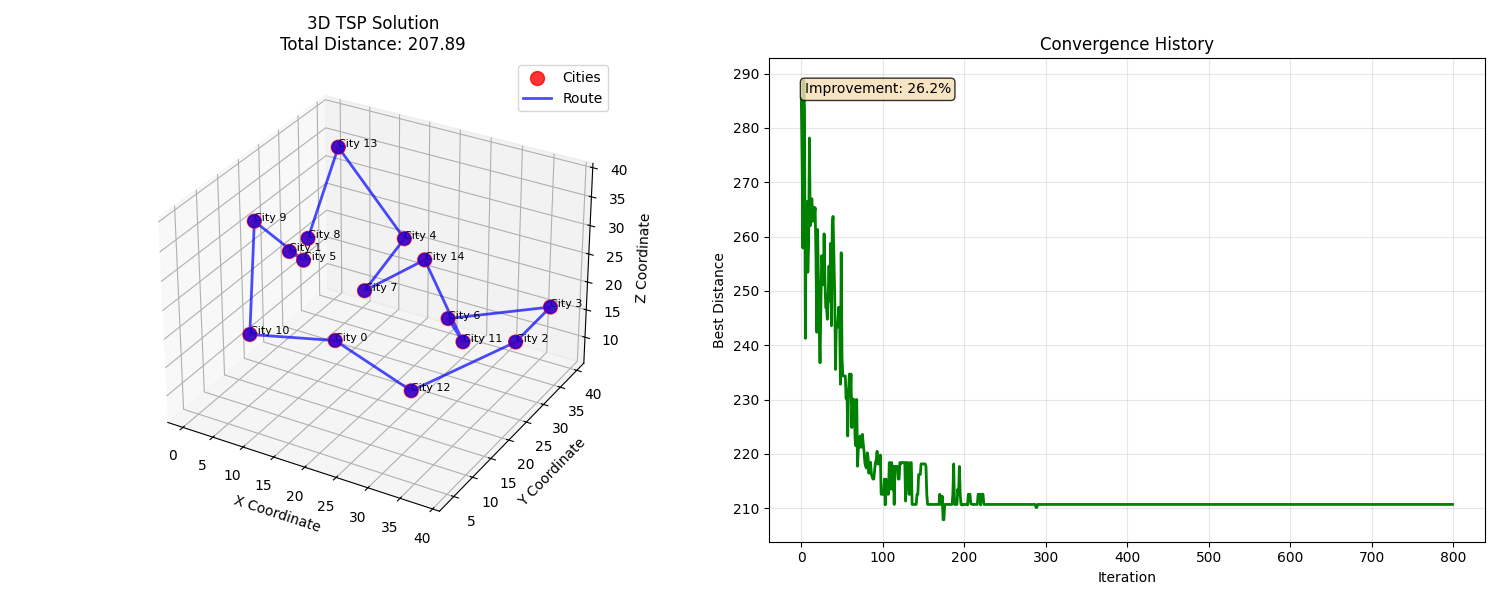 3D TSP Solution
Total Distance: 207.89
Cities
Route
City 13
City 9
City 8
City 1
City 5
City 4
City 14
City 7
City 3
City 6
City 11
City 2
City 10
City 0
City 12
40
35
30
25
20
15
10
Z Coordinate
0
5
10
15
20
25
30
35
40
X Coordinate
5
10
15
20
25
30
35
40
Y Coordinate
Convergence History
Improvement: 26.2%
290
280
270
260
250
240
230
220
210
Best Distance
0 100 200 300 400 500 600 700 800
Iteration